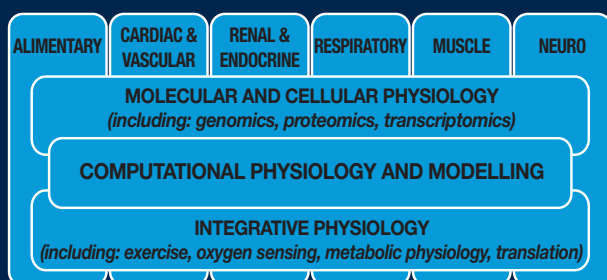 ALIMENTARY
CARDIAC &
VASCULAR
RENAL &
ENDOCRINE
RESPIRATORY
MUSCLE
NEURO
MOLECULAR AND CELLULAR PHYSIOLOGY
(including: genomics, proteomics, transcriptomics)
COMPUTATIONAL PHYSIOLOGY AND MODELLING
INTEGRATIVE PHYSIOLOGY
(including: exercise, oxygen sensing, metabolic physiology, translation)